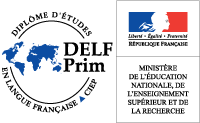 DIPLÔME D'ÉTUDES
EN LANGUE FRANÇAISE
CIEP
DELF
Prim
Liberté • Égalité • Fraternité
RÉPUBLIQUE FRANÇAISE
MINISTÈRE
DE L'ÉDUCATION
NATIONALE, DE
L'ENSEIGNEMENT
SUPÉRIEUR ET DE
LA RECHERCHE